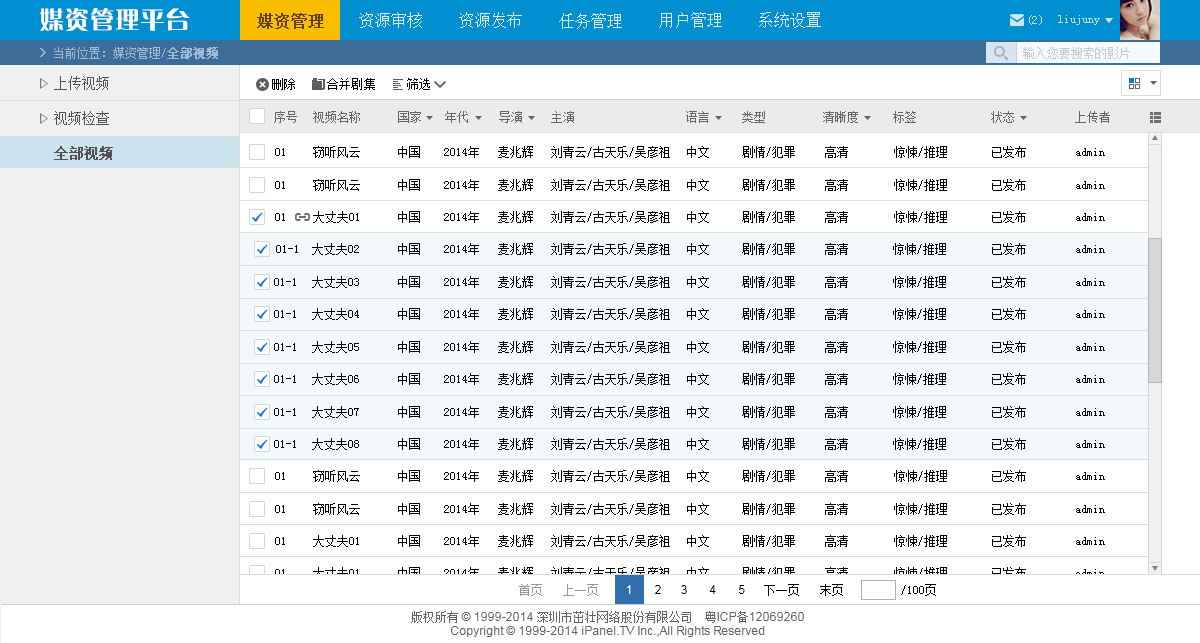 媒资管理平台 媒资管理 资源审核 资源发布 任务管理 用户管理 系统设置 (2) liujuny
当前位置：媒资管理/全部视频 输入您要搜索的影片
上传视频
视频检查
全部视频
删除 合并剧集 筛选
序号 视频名称 国家 年代 导演 主演 语言 类型 清晰度 标签 状态 上传者
01 窃听风云 中国 2014年 麦兆辉 刘青云/古天乐/吴彦祖 中文 剧情/犯罪 高清 惊悚/推理 已发布 admin
01 窃听风云 中国 2014年 麦兆辉 刘青云/古天乐/吴彦祖 中文 剧情/犯罪 高清 惊悚/推理 已发布 admin
01 大丈夫01 中国 2014年 麦兆辉 刘青云/古天乐/吴彦祖 中文 剧情/犯罪 高清 惊悚/推理 已发布 admin
01-1 大丈夫02 中国 2014年 麦兆辉 刘青云/古天乐/吴彦祖 中文 剧情/犯罪 高清 惊悚/推理 已发布 admin
01-1 大丈夫03 中国 2014年 麦兆辉 刘青云/古天乐/吴彦祖 中文 剧情/犯罪 高清 惊悚/推理 已发布 admin
01-1 大丈夫04 中国 2014年 麦兆辉 刘青云/古天乐/吴彦祖 中文 剧情/犯罪 高清 惊悚/推理 已发布 admin
01-1 大丈夫05 中国 2014年 麦兆辉 刘青云/古天乐/吴彦祖 中文 剧情/犯罪 高清 惊悚/推理 已发布 admin
01-1 大丈夫06 中国 2014年 麦兆辉 刘青云/古天乐/吴彦祖 中文 剧情/犯罪 高清 惊悚/推理 已发布 admin
01-1 大丈夫07 中国 2014年 麦兆辉 刘青云/古天乐/吴彦祖 中文 剧情/犯罪 高清 惊悚/推理 已发布 admin
01-1 大丈夫08 中国 2014年 麦兆辉 刘青云/古天乐/吴彦祖 中文 剧情/犯罪 高清 惊悚/推理 已发布 admin
01 窃听风云 中国 2014年 麦兆辉 刘青云/古天乐/吴彦祖 中文 剧情/犯罪 高清 惊悚/推理 已发布 admin
01 窃听风云 中国 2014年 麦兆辉 刘青云/古天乐/吴彦祖 中文 剧情/犯罪 高清 惊悚/推理 已发布 admin
01 大丈夫01 中国 2014年 麦兆辉 刘青云/古天乐/吴彦祖 中文 剧情/犯罪 高清 惊悚/推理 已发布 admin
01 大丈夫01 中国 2014年 麦兆辉 刘青云/古天乐/吴彦祖 中文 剧情/犯罪 高清 惊悚/推理 已发布 admin
首页 上一页 1 2 3 4 5 下一页 末页 /100页
版权所有 © 1999-2014 深圳市茁壮网络股份有限公司 粤ICP备12069260
Copyright © 1999-2014 iPanel.TV Inc.,All Rights Reserved